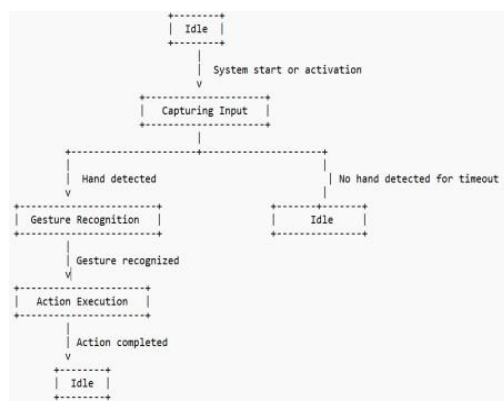 Idle
System start or activation
Capturing Input
Hand detected
No hand detected for timeout
Gesture Recognition
Idle
Gesture recognized
Action Execution
Action completed
Idle